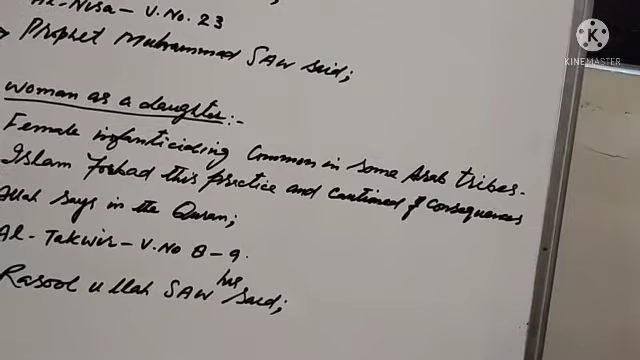 Al-Nisa - V.No. 23
Prophet Muhammad SAW said;
Woman as a daughter:-
Female infanticiding Common in some Arab tribes.
Islam forbad this practice and cautioned of consequences
Allah says in the Quran;
Al-Takwir - V.No 8-9.
Rasool ullah SAW has said;
KINEMASTER